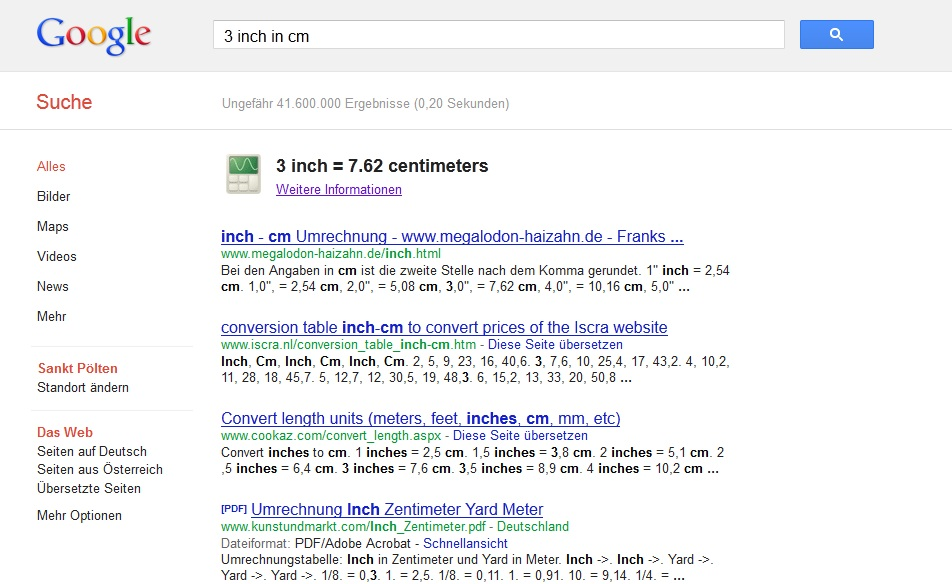 Google
3 inch in cm
Suche
Ungefähr 41.600.000 Ergebnisse (0,20 Sekunden)
Alles
Bilder
Maps
Videos
News
Mehr
Sankt Pölten
Standort ändern
Das Web
Seiten auf Deutsch
Seiten aus Österreich
Übersetzte Seiten
Mehr Optionen
3 inch = 7.62 centimeters
Weitere Informationen
inch - cm Umrechnung - www.megalodon-haizahn.de - Franks ...
www.megalodon-haizahn.de/inch.html
Bei den Angaben in cm ist die zweite Stelle nach dem Komma gerundet. 1" inch = 2,54
cm. 1,0", = 2,54 cm, 2,0", = 5,08 cm, 3,0", = 7,62 cm, 4,0", = 10,16 cm, 5,0" ...
conversion table inch-cm to convert prices of the Iscra website
www.iscra.nl/conversion_table_inch-cm.htm - Diese Seite übersetzen
Inch, Cm, Inch, Cm, Inch, Cm. 2, 5, 9, 23, 16, 40,6. 3, 7,6, 10, 25,4, 17, 43,2. 4, 10,2,
11, 28, 18, 45,7. 5, 12,7, 12, 30,5, 19, 48,3. 6, 15,2, 13, 33, 20, 50,8 ...
Convert length units (meters, feet, inches, cm, mm, etc)
www.cookaz.com/convert_length.aspx - Diese Seite übersetzen
Convert inches to cm. 1 inches = 2,5 cm. 1,5 inches = 3,8 cm. 2 inches = 5,1 cm. 2
,5 inches = 6,4 cm. 3 inches = 7,6 cm. 3,5 inches = 8,9 cm. 4 inches = 10,2 cm ...
[PDF] Umrechnung Inch Zentimeter Yard Meter
www.kunstundmarkt.com/Inch_Zentimeter.pdf - Deutschland
Dateiformat: PDF/Adobe Acrobat - Schnellansicht
Umrechnungstabelle: Inch in Zentimeter und Yard in Meter. Inch ->. Inch ->. Yard ->.
Yard ->. 1/8. = 0,3. 1. = 2,5. 1/8. = 0,11. 1. = 0,91. 10. = 9,14. 1/4. = ...